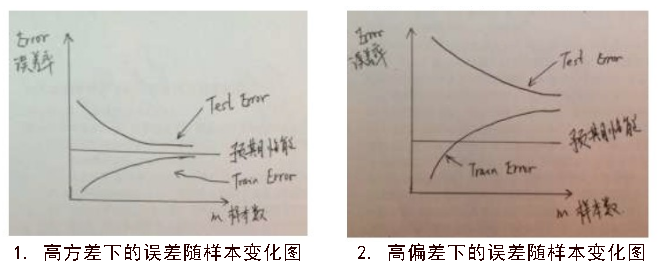 Error
误差率
Test Error
预期性能
Train Error
m 样本数
1. 高方差下的误差随样本变化图
Error
误差率
Test Error
预期性能
Train Error
m 样本数
2. 高偏差下的误差随样本变化图